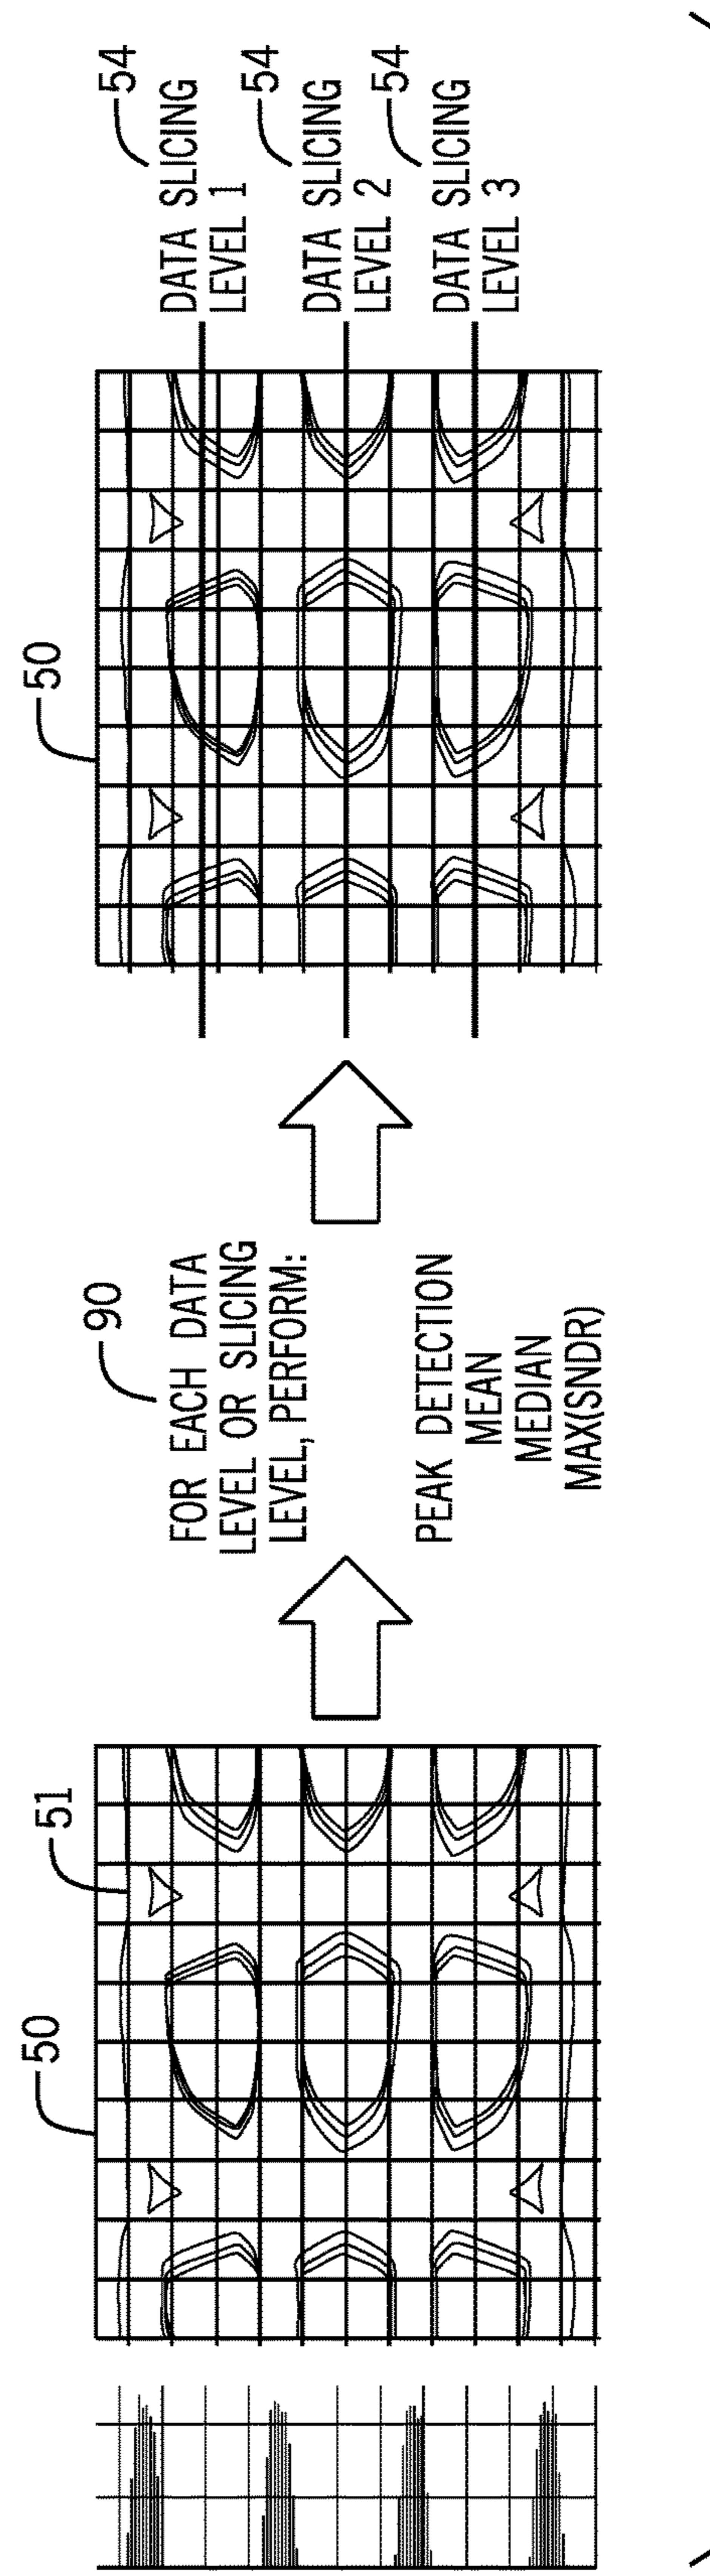 50
51
90
FOR EACH DATA
LEVEL OR SLICING
LEVEL, PERFORM:
PEAK DETECTION
MEAN
MEDIAN
MAX(SNDR)
50
54
DATA SLICING
LEVEL 1
54
DATA SLICING
LEVEL 2
54
DATA SLICING
LEVEL 3